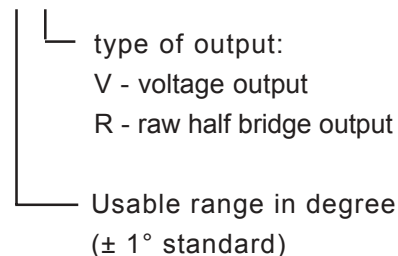 type of output:
V - voltage output
R - raw half bridge output
Usable range in degree
(± 1° standard)